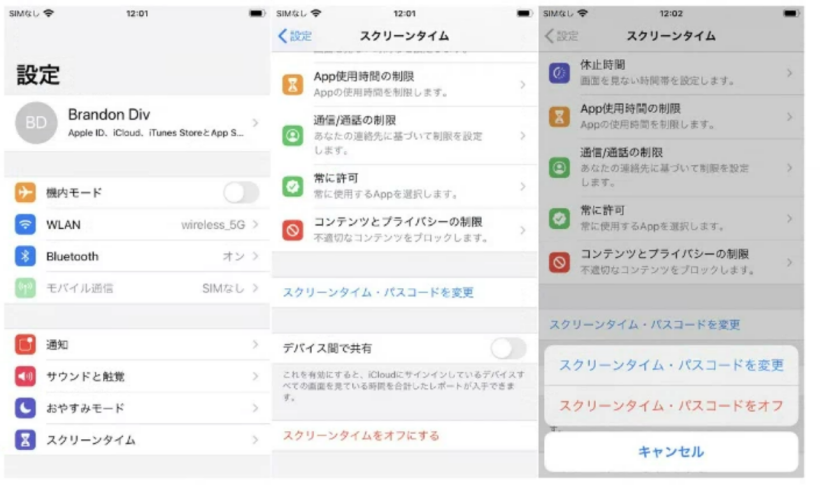 SIMなし 12:01
設定
BD
Brandon Div
Apple ID、iCloud、iTunes StoreとApp S...
機内モード
WLAN wireless_5G
Bluetooth オン
モバイル通信 SIMなし
通知
サウンドと触覚
おやすみモード
スクリーンタイム
SIMなし 12:01
設定 スクリーンタイム
App使用時間の制限
Appの使用時間を制限します。
通信/通話の制限
あなたの連絡先に基づいて制限を設定
します。
常に許可
常に使用するAppを選択します。
コンテンツとプライバシーの制限
不適切なコンテンツをブロックします。
スクリーンタイム・パスコードを変更
デバイス間で共有
これを有効にすると、iCloudにサインインしているデバイスす
べての画面を見ている時間を合計したレポートが入手できま
す。
スクリーンタイムをオフにする
SIMなし 12:02
設定 スクリーンタイム
休止時間
画面を見ない時間帯を設定します。
App使用時間の制限
Appの使用時間を制限します。
通信/通話の制限
あなたの連絡先に基づいて制限を設定
します。
常に許可
常に使用するAppを選択します。
コンテンツとプライバシーの制限
不適切なコンテンツをブロックします。
スクリーンタイム・パスコードを変更
スクリーンタイム・パスコードを変更
スクリーンタイム・パスコードをオフ
す。
キャンセル